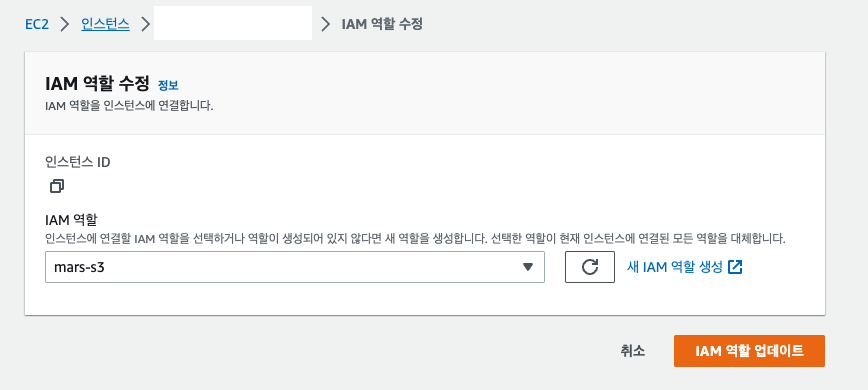 EC2 > 인스턴스 > > IAM 역할 수정
IAM 역할 수정 정보
IAM 역할을 인스턴스에 연결합니다.
인스턴스 ID
IAM 역할
인스턴스에 연결할 IAM 역할을 선택하거나 역할이 생성되어 있지 않다면 새 역할을 생성합니다. 선택한 역할이 현재 인스턴스에 연결된 모든 역할을 대체합니다.
mars-s3 새 IAM 역할 생성
취소 IAM 역할 업데이트